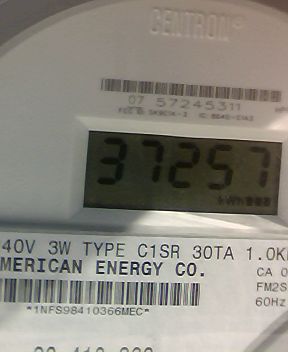 CENTRON®
07 57245311
37257
kWh
40V 3W TYPE C1SR 30TA 1.0K
MERICAN ENERGY CO.
CA 0
FM2S
60Hz
*1NFS98410366MEC*